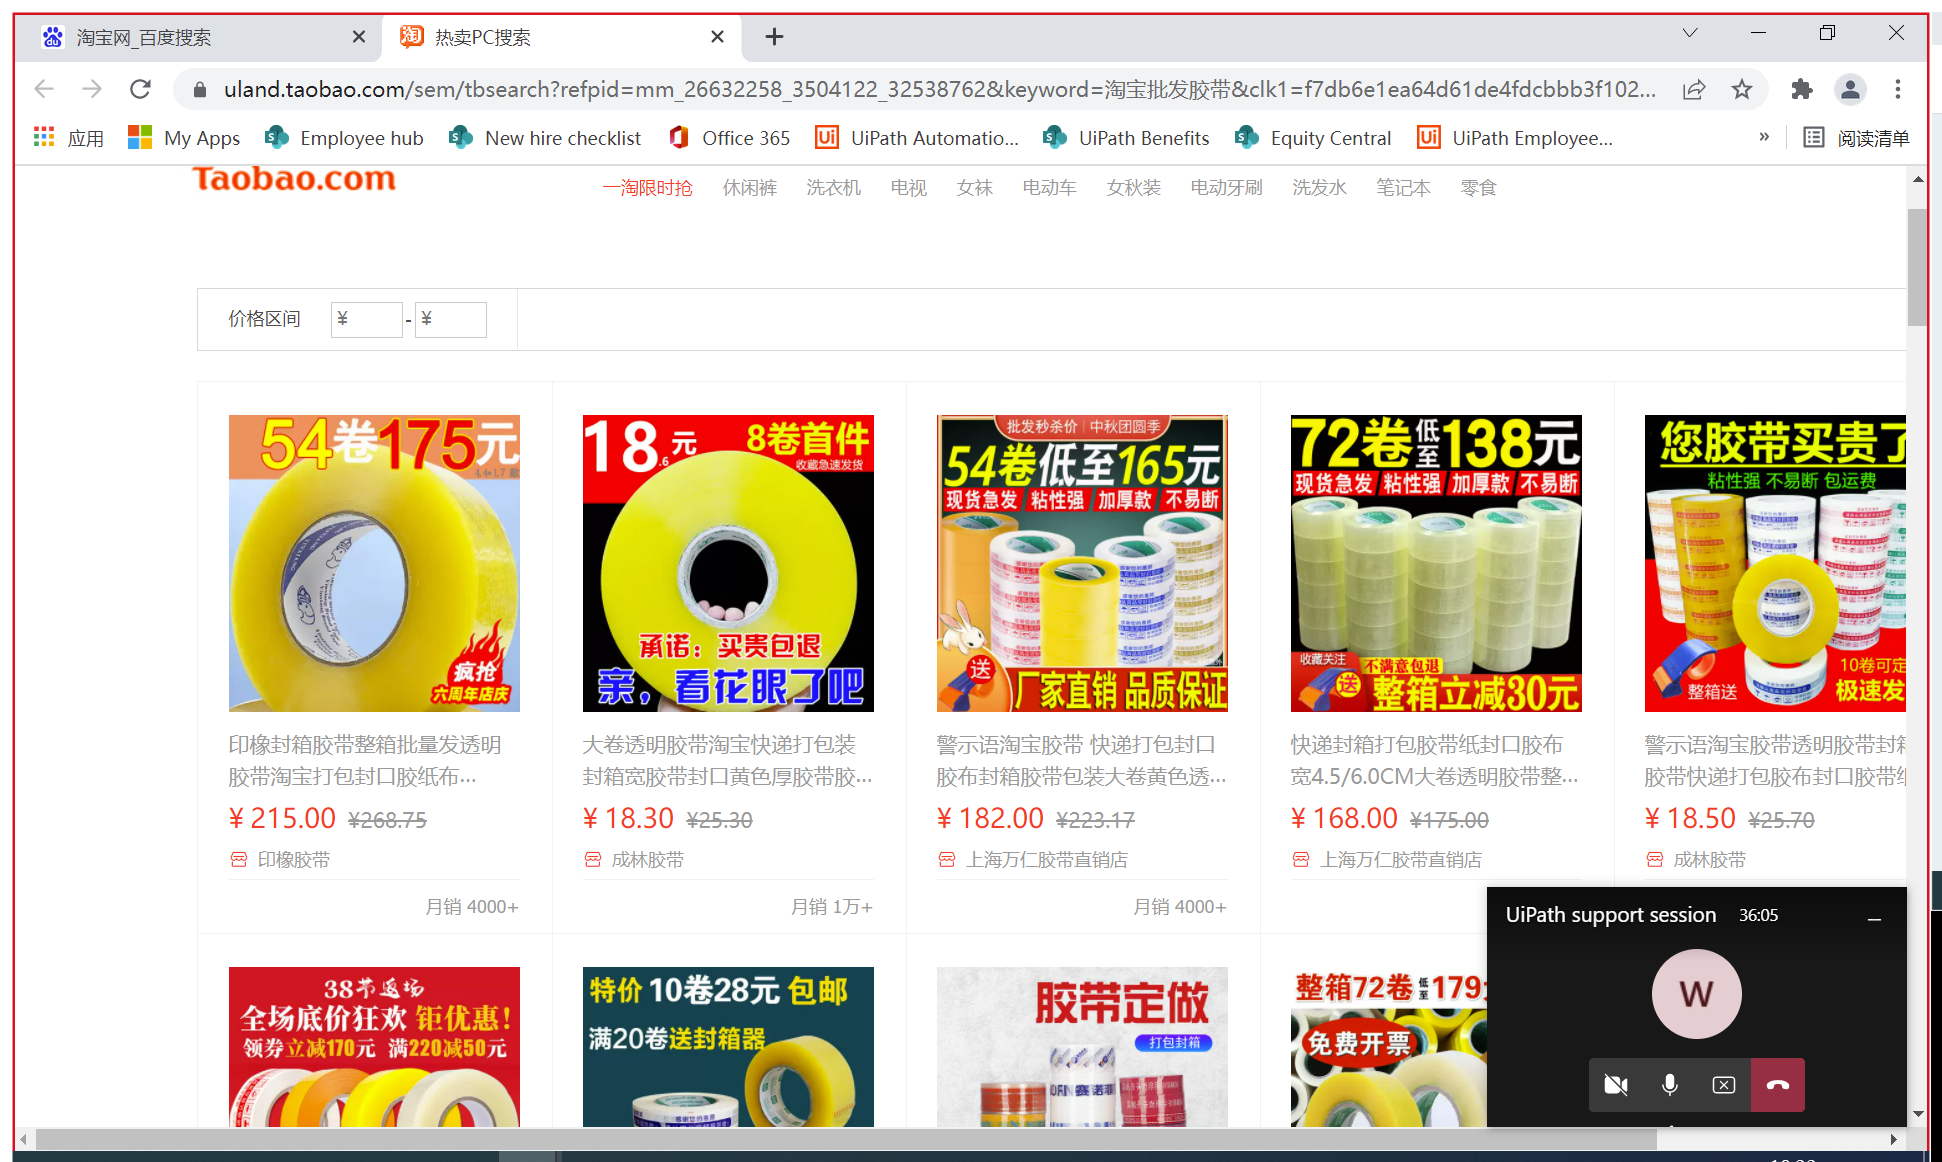 淘宝网_百度搜索
热卖PC搜索
uland.taobao.com/sem/tbsearch?refpid=mm_26632258_3504122_32538762&keyword=淘宝批发胶带&clk1=f7db6e1ea64d61de4fdcbbb3f102...
应用
My Apps
Employee hub
New hire checklist
Office 365
UiPath Automatio...
UiPath Benefits
Equity Central
UiPath Employee...
»
阅读清单
Taobao.com
一淘限时抢 休闲裤 洗衣机 电视 女袜 电动车 女秋装 电动牙刷 洗发水 笔记本 零食
价格区间 ¥ - ¥
54卷175元
4.4*1.7 款
疯抢
六周年店庆
印橡封箱胶带整箱批量发透明
胶带淘宝打包封口胶纸布...
¥ 215.00 ¥268.75
印橡胶带
月销 4000+
18.6元
8卷首件
收藏急速发货
承诺：买贵包退
亲，看花眼了吧
大卷透明胶带淘宝快递打包装
封箱宽胶带封口黄色厚胶带胶...
¥ 18.30 ¥25.30
成林胶带
月销 1万+
批发秒杀价 | 中秋团圆季
54卷低至165元
现货急发 粘性强 加厚款 不易断
送
厂家直销 品质保证
警示语淘宝胶带 快递打包封口
胶布封箱胶带包装大卷黄色透...
¥ 182.00 ¥223.17
上海万仁胶带直销店
月销 4000+
72卷低至138元
现货急发 粘性强 加厚款 不易断
收藏关注
不满意包退
送
整箱立减30元
快递封箱打包胶带纸封口胶布
宽4.5/6.0CM大卷透明胶带整...
¥ 168.00 ¥175.00
上海万仁胶带直销店
您胶带买贵了
粘性强 不易断 包运费
10卷可定
整箱送
极速发
警示语淘宝胶带透明胶带封箱
胶带快递打包胶布封口胶带纸
¥ 18.50 ¥25.70
成林胶带
38节返场
全场底价狂欢 钜优惠！
领券立减170元 满220减50元
特价 10卷28元 包邮
满20卷送封箱器
胶带定做
打包封箱
整箱72卷低至179
免费开票
UiPath support session 36:05
W